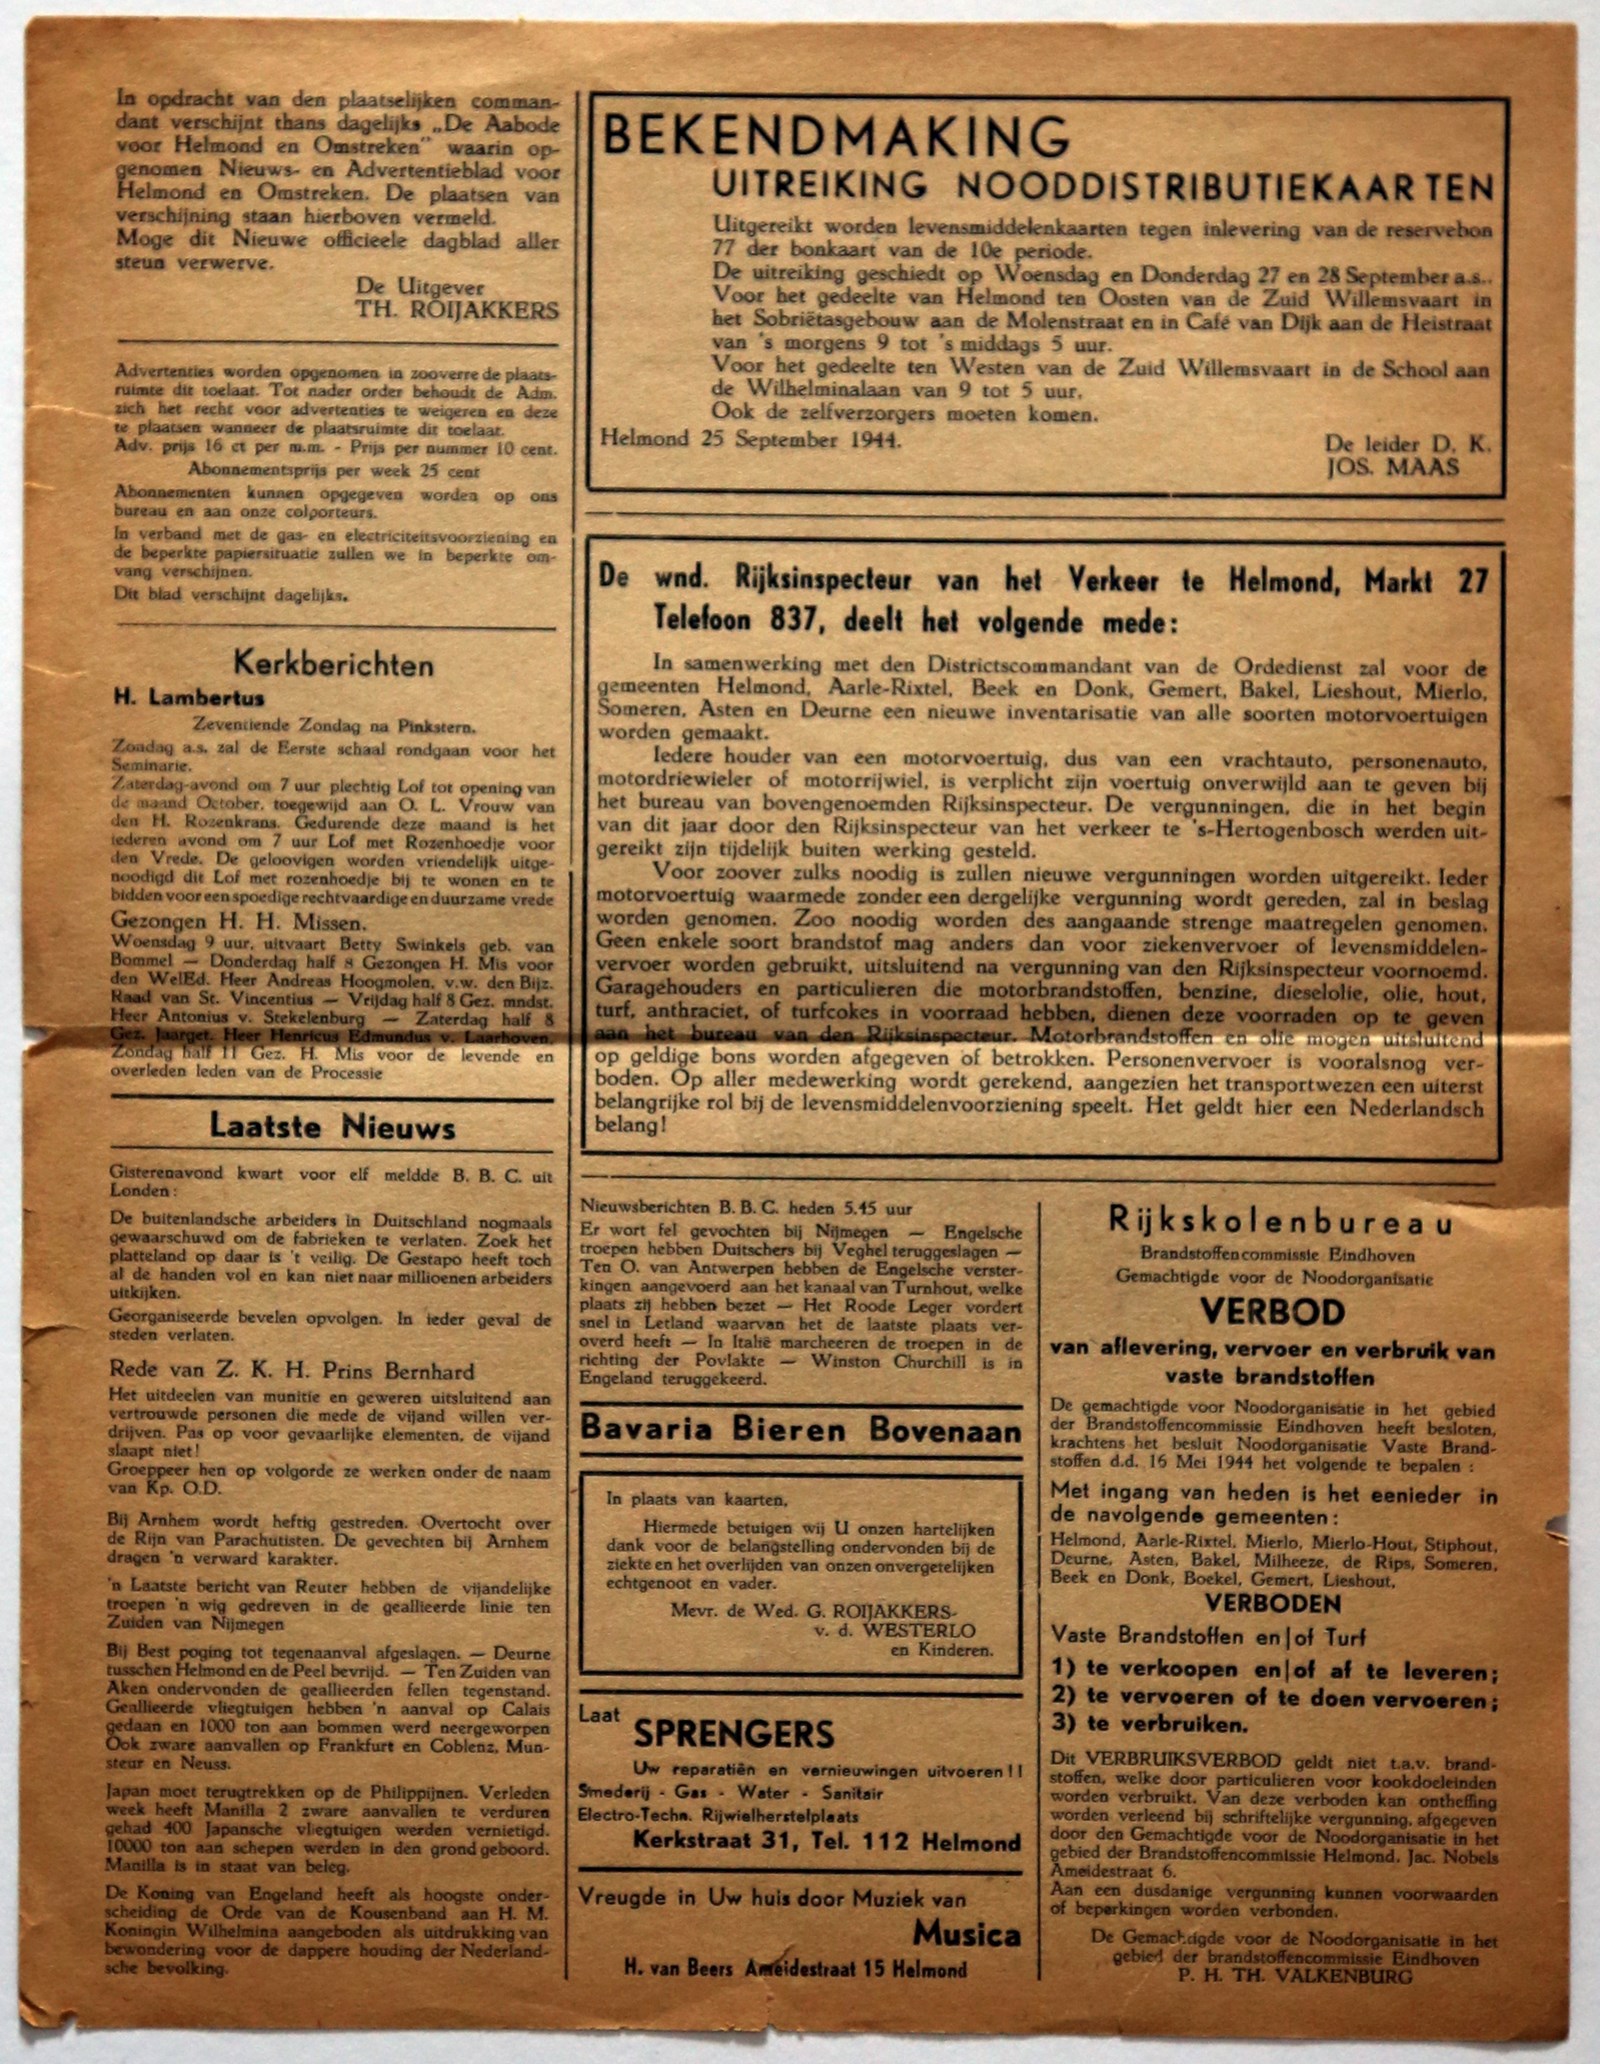 In opdracht van den plaatselijken comman-
dant verschijnt thans dagelijks „De Aabode
voor Helmond en Omstreken" waarin op-
genomen Nieuws- en Advertentieblad voor
Helmond en Omstreken. De plaatsen van
verschijning staan hierboven vermeld.
Moge dit Nieuwe officieele dagblad aller
steun verwerve.
De Uitgever
TH. ROIJAKKERS
Advertenties worden opgenomen in zooverre de plaats-
ruimte dit toelaat. Tot nader order behoudt de Adm.
zich het recht voor advertenties te weigeren en deze
te plaatsen wanneer de plaatsruimte dit toelaat.
Adv. prijs 16 ct per m.m. - Prijs per nummer 10 cent.
Abonnementsprijs per week 25 cent
Abonnementen kunnen opgegeven worden op ons
bureau en aan onze colporteurs.
In verband met de gas- en electriciteitsvoorziening en
de beperkte papiersituatie zullen we in beperkte om-
vang verschijnen.
Dit blad verschijnt dagelijks.
Kerkberichten
H. Lambertus
Zeventiende Zondag na Pinkstern.
Zondag a.s. zal de Eerste schaal rondgaan voor het
Seminarie.
Zaterdag-avond om 7 uur plechtig Lof tot opening van
de maand October, toegewijd aan O. L. Vrouw van
den H. Rozenkrans. Gedurende deze maand is het
iederen avond om 7 uur Lof met Rozenhoedje voor
den Vrede. De geloovigen worden vriendelijk uitge-
noodigd dit Lof met rozenhoedje bij te wonen en te
bidden voor een spoedige rechtvaardige en duurzame vrede
Gezongen H. H. Missen.
Woensdag 9 uur, uitvaart Betty Swinkels geb. van
Bommel — Donderdag half 8 Gezongen H. Mis voor
den WelEd. Heer Andreas Hoogmolen, v.w. den Bijz.
Raad van St. Vincentius — Vrijdag half 8 Gez. mndst.
Heer Antonius v. Stekelenburg — Zaterdag half 8
Gez. Jaarget. Heer Henricus Edmundus v. Laarhoven.
Zondag half 11 Gez. H. Mis voor de levende en
overleden leden van de Processie
Laatste Nieuws
Gisterenavond kwart voor elf meldde B. B. C. uit
Londen:
De buitenlandsche arbeiders in Duitschland nogmaals
gewaarschuwd om de fabrieken te verlaten. Zoek het
platteland op daar is 't veilig. De Gestapo heeft toch
al de handen vol en kan niet naar millioenen arbeiders
uitkijken.
Georganiseerde bevelen opvolgen. In ieder geval de
steden verlaten.
Rede van Z. K. H. Prins Bernhard
Het uitdeelen van munitie en geweren uitsluitend aan
vertrouwde personen die mede de vijand willen ver-
drijven. Pas op voor gevaarlijke elementen, de vijand
slaapt niet!
Groeppeer hen op volgorde ze werken onder de naam
van Kp. O.D.
Bij Arnhem wordt heftig gestreden. Overtocht over
de Rijn van Parachutisten. De gevechten bij Arnhem
dragen 'n verward karakter.
'n Laatste bericht van Reuter hebben de vijandelijke
troepen 'n wig gedreven in de geallieerde linie ten
Zuiden van Nijmegen
Bij Best poging tot tegenaanval afgeslagen. — Deurne
tusschen Helmond en de Peel bevrijd. — Ten Zuiden van
Aken ondervonden de geallieerden fellen tegenstand.
Geallieerde vliegtuigen hebben 'n aanval op Calais
gedaan en 1000 ton aan bommen werd neergeworpen
Ook zware aanvallen op Frankfurt en Coblenz, Mun-
steur en Neuss.
Japan moet terugtrekken op de Philippijnen. Verleden
week heeft Manilla 2 zware aanvallen te verduren
gehad 400 Japansche vliegtuigen werden vernietigd.
10000 ton aan schepen werden in den grond geboord.
Manilla is in staat van beleg.
De Koning van Engeland heeft als hoogste onder-
scheiding de Orde van de Kousenband aan H. M.
Koningin Wilhelmina aangeboden als uitdrukking van
bewondering voor de dappere houding der Nederland-
sche bevolking.
BEKENDMAKING
UITREIKING NOODDISTRIBUTIEKAARTEN
Uitgereikt worden levensmiddelenkaarten tegen inlevering van de reservebon
77 der bonkaart van de 10e periode.
De uitreiking geschiedt op Woensdag en Donderdag 27 en 28 September a.s..
Voor het gedeelte van Helmond ten Oosten van de Zuid Willemsvaart in
het Sobriëtasgebouw aan de Molenstraat en in Café van Dijk aan de Heistraat
van 's morgens 9 tot 's middags 5 uur.
Voor het gedeelte ten Westen van de Zuid Willemsvaart in de School aan
de Wilhelminalaan van 9 tot 5 uur.
Ook de zelfverzorgers moeten komen.
Helmond 25 September 1944.
De leider D. K.
JOS. MAAS
De wnd. Rijksinspecteur van het Verkeer te Helmond, Markt 27
Telefoon 837, deelt het volgende mede:
In samenwerking met den Districtscommandant van de Ordedienst zal voor de
gemeenten Helmond, Aarle-Rixtel, Beek en Donk, Gemert, Bakel, Lieshout, Mierlo,
Someren, Asten en Deurne een nieuwe inventarisatie van alle soorten motorvoertuigen
worden gemaakt.
Iedere houder van een motorvoertuig, dus van een vrachtauto, personenauto,
motordriewieler of motorrijwiel, is verplicht zijn voertuig onverwijld aan te geven bij
het bureau van bovengenoemden Rijksinspecteur. De vergunningen, die in het begin
van dit jaar door den Rijksinspecteur van het verkeer te 's-Hertogenbosch werden uit-
gereikt zijn tijdelijk buiten werking gesteld.
Voor zoover zulks noodig is zullen nieuwe vergunningen worden uitgereikt. Ieder
motorvoertuig waarmede zonder een dergelijke vergunning wordt gereden, zal in beslag
worden genomen. Zoo noodig worden des aangaande strenge maatregelen genomen.
Geen enkele soort brandstof mag anders dan voor ziekenvervoer of levensmiddelen-
vervoer worden gebruikt, uitsluitend na vergunning van den Rijksinspecteur voornoemd.
Garagehouders en particulieren die motorbrandstoffen, benzine, dieselolie, olie, hout,
turf, anthraciet, of turfcokes in voorraad hebben, dienen deze voorraden op te geven
aan het bureau van den Rijksinspecteur. Motorbrandstoffen en olie mogen uitsluitend
op geldige bons worden afgegeven of betrokken. Personenvervoer is vooralsnog ver-
boden. Op aller medewerking wordt gerekend, aangezien het transportwezen een uiterst
belangrijke rol bij de levensmiddelenvoorziening speelt. Het geldt hier een Nederlandsch
belang!
Nieuwsberichten B. B. C. heden 5.45 uur
Er wort fel gevochten bij Nijmegen — Engelsche
troepen hebben Duitschers bij Veghel teruggeslagen —
Ten O. van Antwerpen hebben de Engelsche verster-
kingen aangevoerd aan het kanaal van Turnhout, welke
plaats zij hebben bezet — Het Roode Leger vordert
snel in Letland waarvan het de laatste plaats ver-
overd heeft — In Italië marcheeren de troepen in de
richting der Povlakte — Winston Churchill is in
Engeland teruggekeerd.
Bavaria Bieren Bovenaan
In plaats van kaarten,
Hiermede betuigen wij U onzen hartelijken
dank voor de belangstelling ondervonden bij de
ziekte en het overlijden van onzen onvergetelijken
echtgenoot en vader.
Mevr. de Wed. G. ROIJAKKERS-
v. d. WESTERLO
en Kinderen.
Laat
SPRENGERS
Uw reparatiën en vernieuwingen uitvoeren!!
Smederij - Gas - Water - Sanitair
Electro-Techn. Rijwielherstelplaats
Kerkstraat 31, Tel. 112 Helmond
Vreugde in Uw huis door Muziek van
Musica
H. van Beers Ameidestraat 15 Helmond
Rijkskolenbureau
Brandstoffencommissie Eindhoven
Gemachtigde voor de Noodorganisatie
VERBOD
van aflevering, vervoer en verbruik van
vaste brandstoffen
De gemachtigde voor Noodorganisatie in het gebied
der Brandstoffencommissie Eindhoven heeft besloten,
krachtens het besluit Noodorganisatie Vaste Brand-
stoffen d.d. 16 Mei 1944 het volgende te bepalen :
Met ingang van heden is het eenieder in
de navolgende gemeenten:
Helmond, Aarle-Rixtel, Mierlo, Mierlo-Hout, Stiphout,
Deurne, Asten, Bakel, Milheeze, de Rips, Someren,
Beek en Donk, Boekel, Gemert, Lieshout,
VERBODEN
Vaste Brandstoffen en|of Turf
1) te verkoopen en|of af te leveren;
2) te vervoeren of te doen vervoeren;
3) te verbruiken.
Dit VERBRUIKSVERBOD geldt niet t.a.v. brand-
stoffen, welke door particulieren voor kookdoeleinden
worden verbruikt. Van deze verboden kan ontheffing
worden verleend bij schriftelijke vergunning, afgegeven
door den Gemachtigde voor de Noodorganisatie in het
gebied der Brandstoffencommissie Helmond, Jac. Nobels
Ameidestraat 6.
Aan een dusdanige vergunning kunnen voorwaarden
of beperkingen worden verbonden.
De Gemachtigde voor de Noodorganisatie in het
gebied der brandstoffencommissie Eindhoven
P. H. TH. VALKENBURG